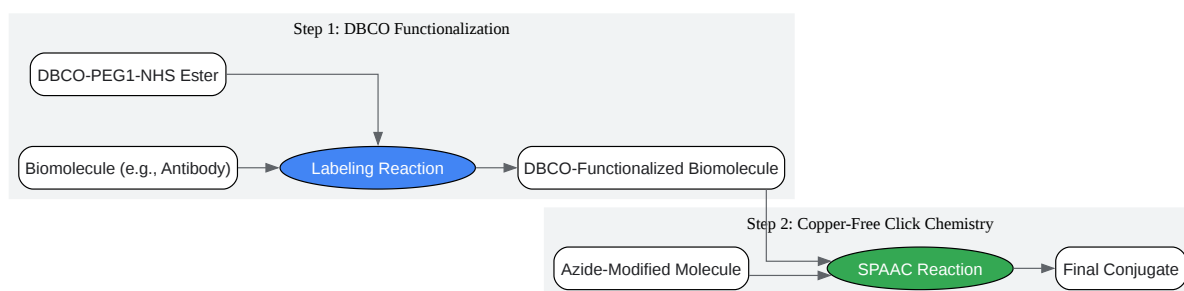 Step 1: DBCO Functionalization
DBCO-PEG1-NHS Ester
Biomolecule (e.g., Antibody)
Labeling Reaction
DBCO-Functionalized Biomolecule
Step 2: Copper-Free Click Chemistry
Azide-Modified Molecule
SPAAC Reaction
Final Conjugate